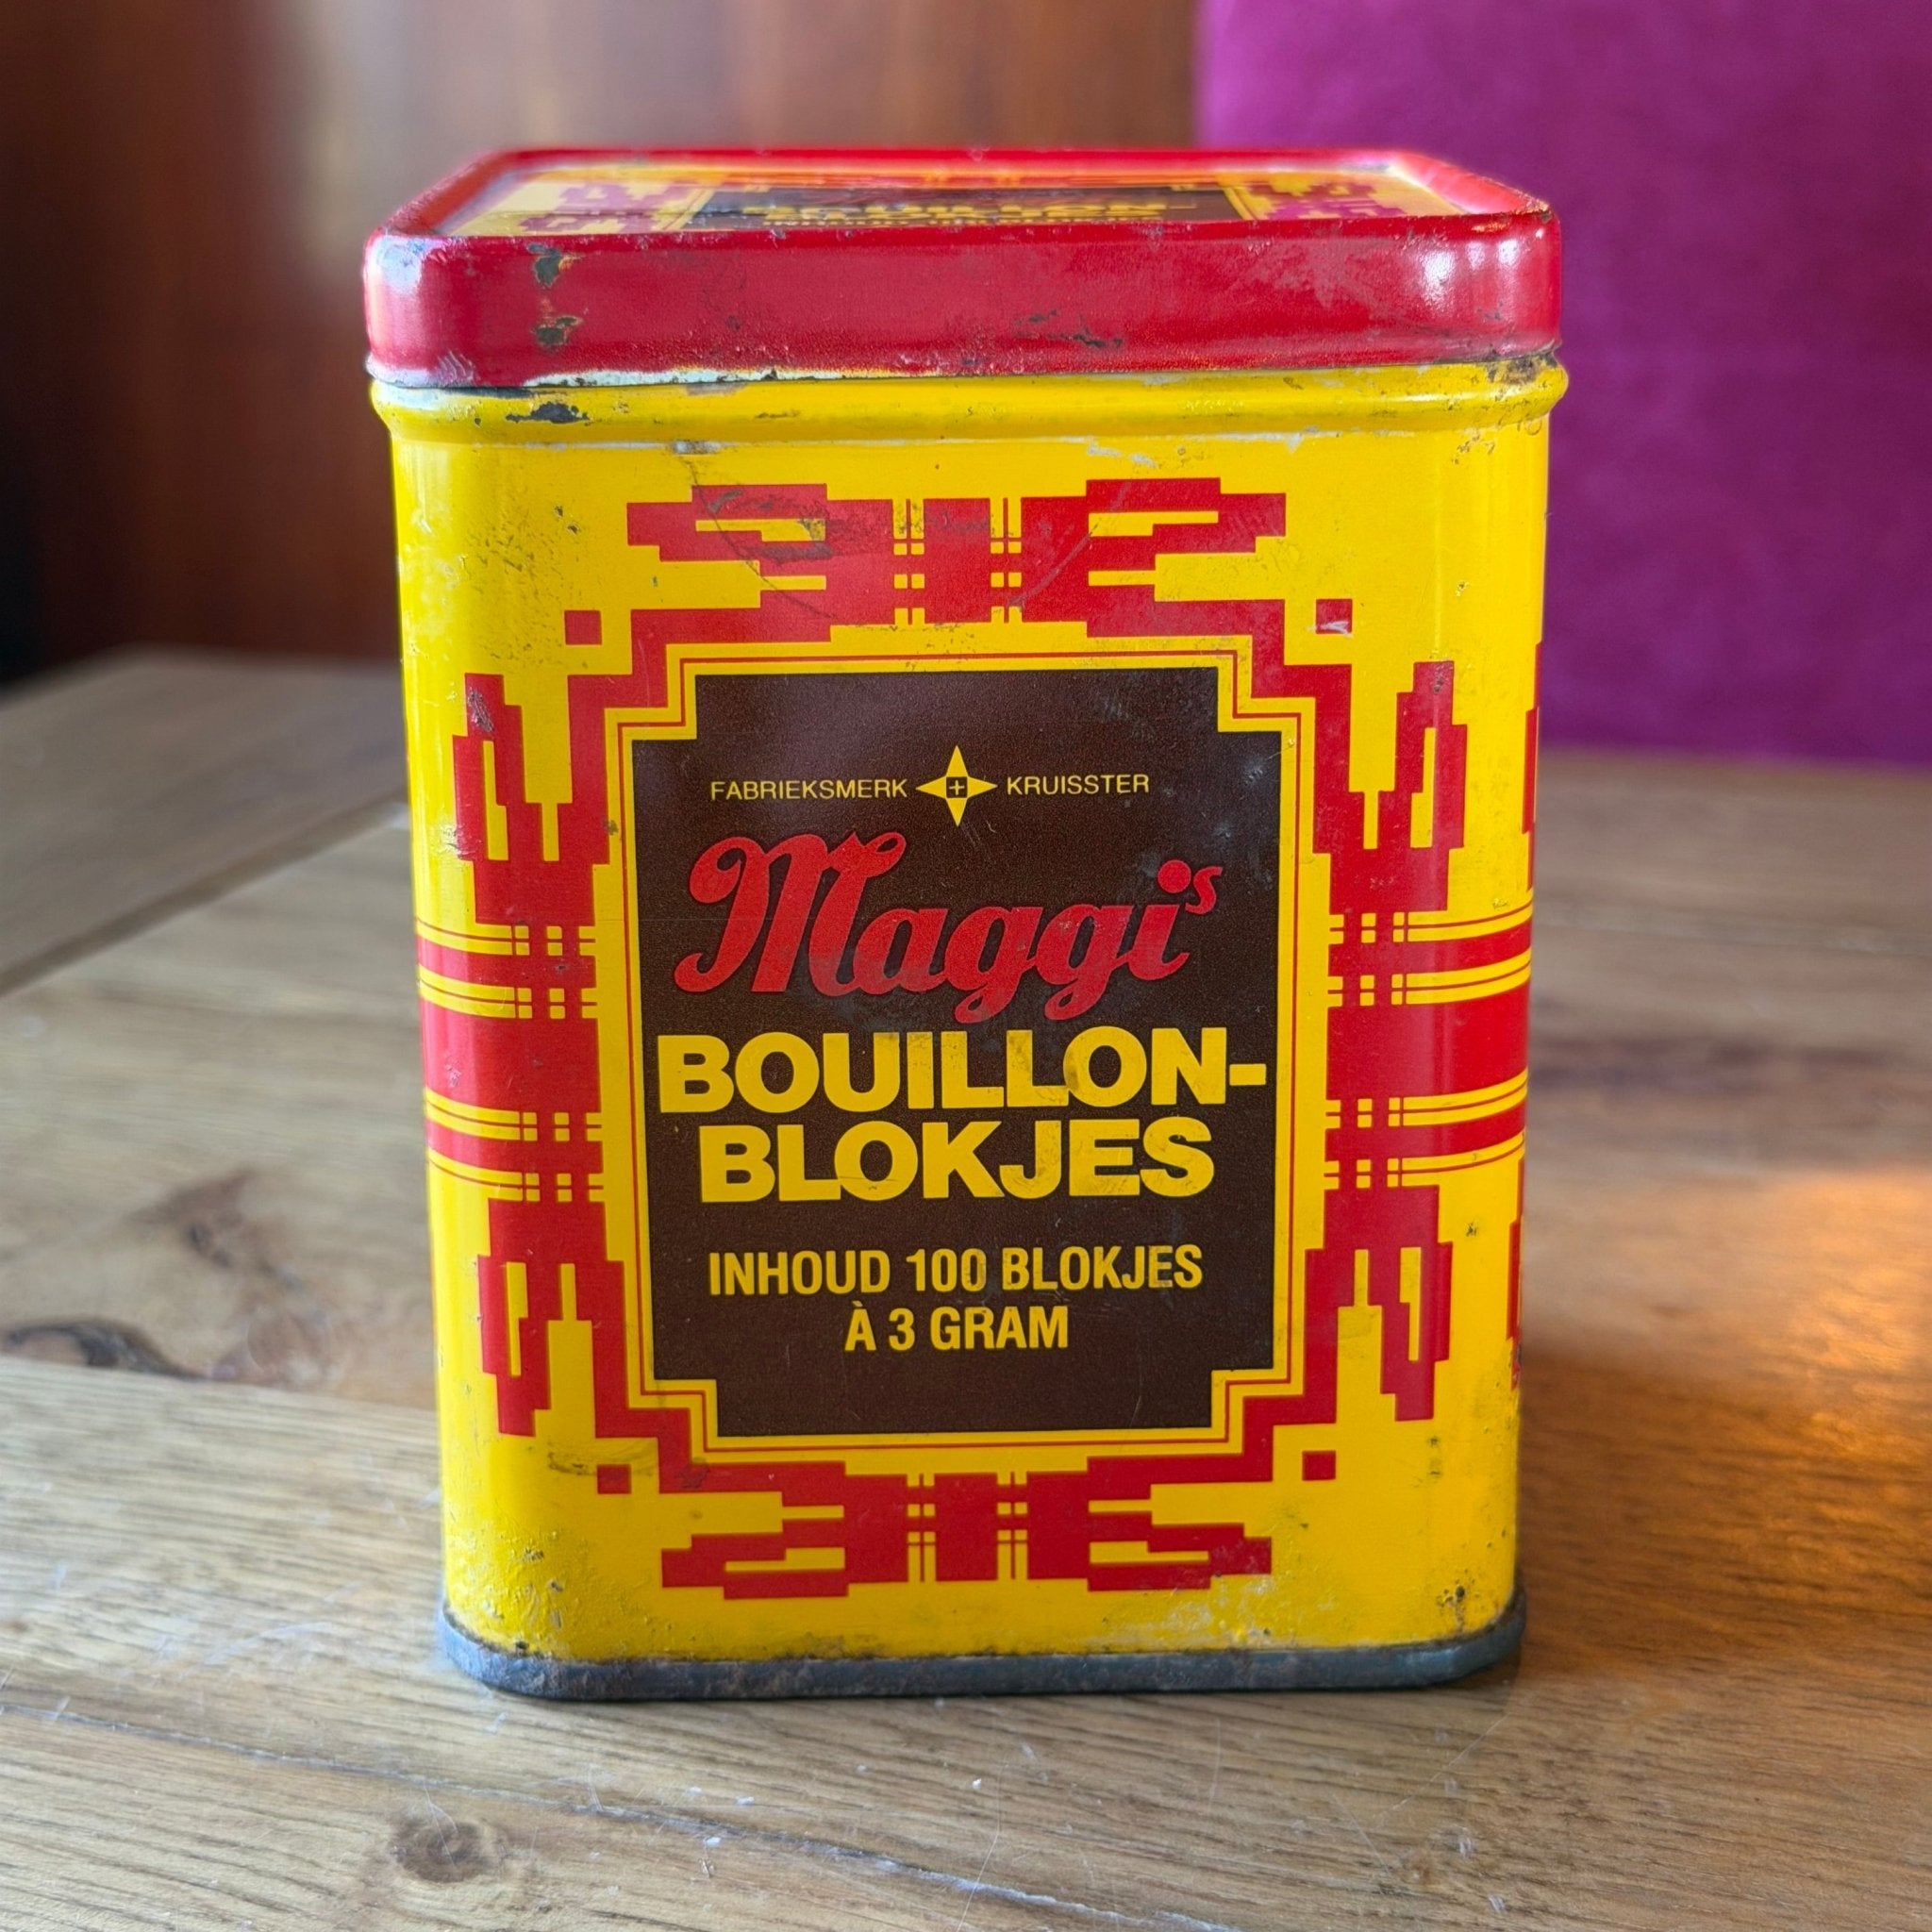 FABRIEKSMERK KRUISSTER
Maggi's
BOUILLON-
BLOKJES
INHOUD 100 BLOKJES
À 3 GRAM